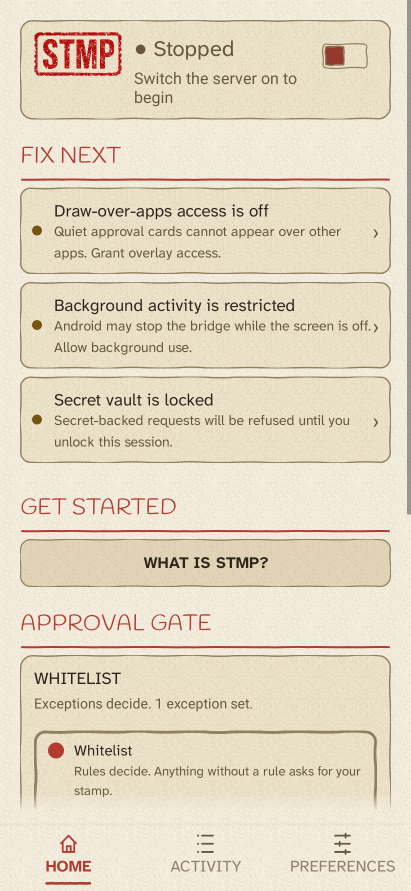 STMP
● Stopped
Switch the server on to
begin
FIX NEXT
Draw-over-apps access is off
Quiet approval cards cannot appear over other
apps. Grant overlay access.
›
Background activity is restricted
Android may stop the bridge while the screen is off.
Allow background use.
›
Secret vault is locked
Secret-backed requests will be refused until you
unlock this session.
›
GET STARTED
WHAT IS STMP?
APPROVAL GATE
WHITELIST
Exceptions decide. 1 exception set.
Whitelist
Rules decide. Anything without a rule asks for your
stamp.
HOME
ACTIVITY
PREFERENCES